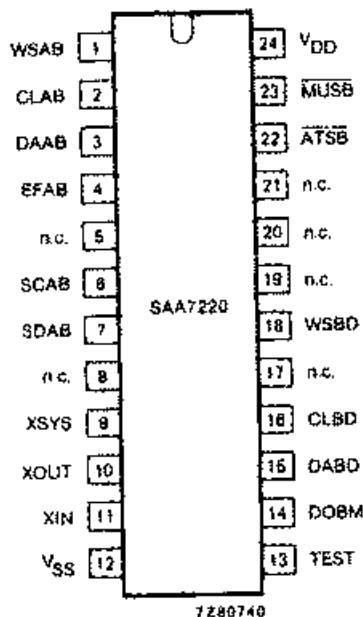 WSAB 1
CLAB 2
DAAB 3
EFAB 4
n.c. 5
SCAB 6
SDAB 7
n.c. 8
XSYS 9
XOUT 10
XIN 11
VSS 12
SAA7220
24 VDD
23 MUSB
22 ATSB
21 n.c.
20 n.c.
19 n.c.
18 WSBD
17 n.c.
16 CLBD
15 DABD
14 DOBM
13 TEST
7Z80740